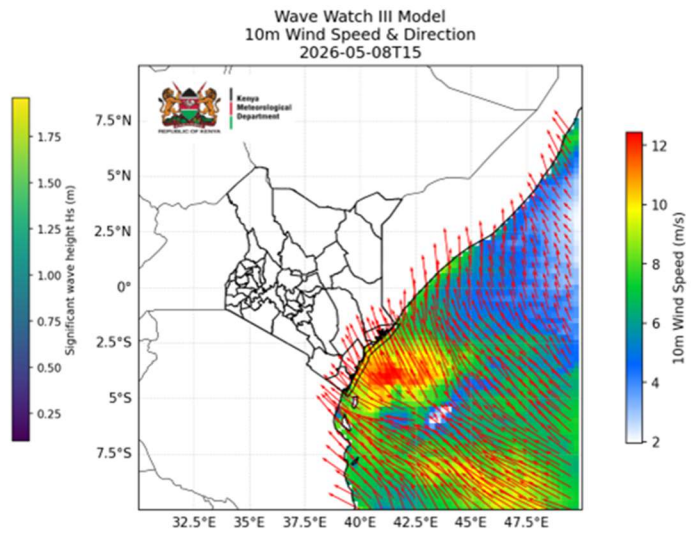 Wave Watch III Model
10m Wind Speed & Direction
2026-05-08T15
Kenya
Meteorological
Department
REPUBLIC OF KENYA
1.75
1.50
1.25
1.00
0.75
0.50
0.25
Significant wave height Hs (m)
7.5°N
5°N
2.5°N
0°
2.5°S
5°S
7.5°S
32.5°E 35°E 37.5°E 40°E 42.5°E 45°E 47.5°E
12
10
8
6
4
2
10m Wind Speed (m/s)